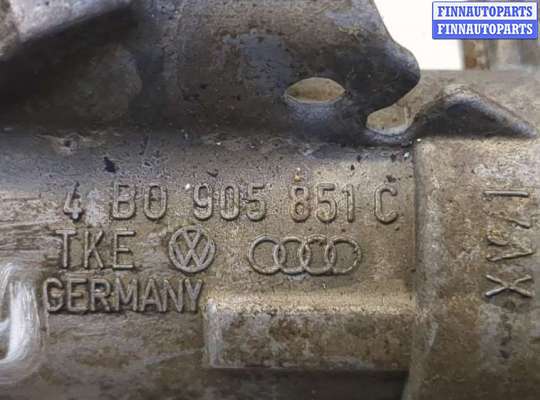 FINNAUTOPARTS
FINNAUTOPARTS
4 B0 905 851 C
TKE
GERMANY